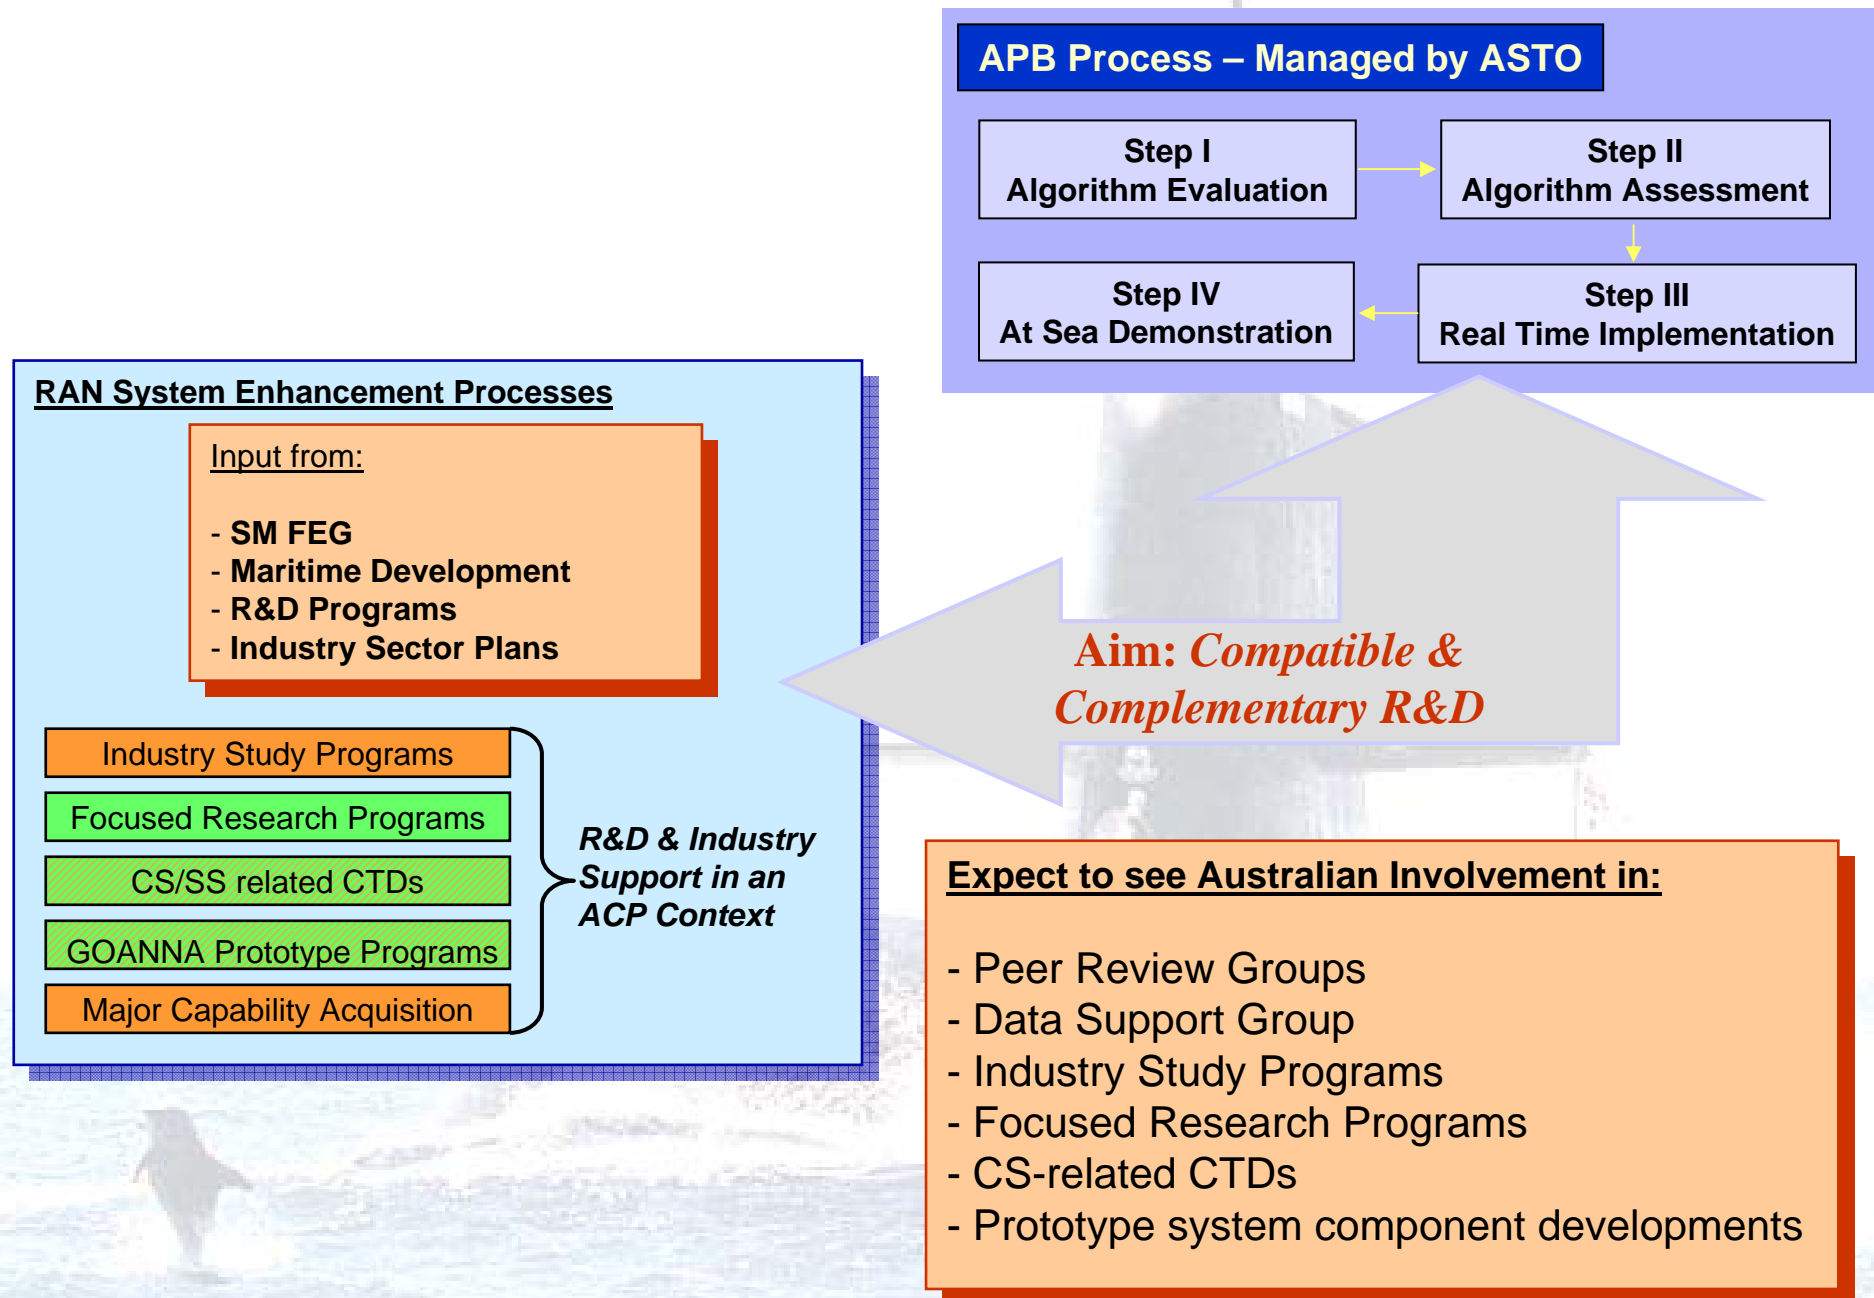 APB Process – Managed by ASTO
Step I
Algorithm Evaluation
Step II
Algorithm Assessment
Step IV
At Sea Demonstration
Step III
Real Time Implementation
RAN System Enhancement Processes
Input from:
- SM FEG
- Maritime Development
- R&D Programs
- Industry Sector Plans
Industry Study Programs
Focused Research Programs
CS/SS related CTDs
GOANNA Prototype Programs
Major Capability Acquisition
R&D & Industry
Support in an
ACP Context
Aim: Compatible &
Complementary R&D
Expect to see Australian Involvement in:
- Peer Review Groups
- Data Support Group
- Industry Study Programs
- Focused Research Programs
- CS-related CTDs
- Prototype system component developments